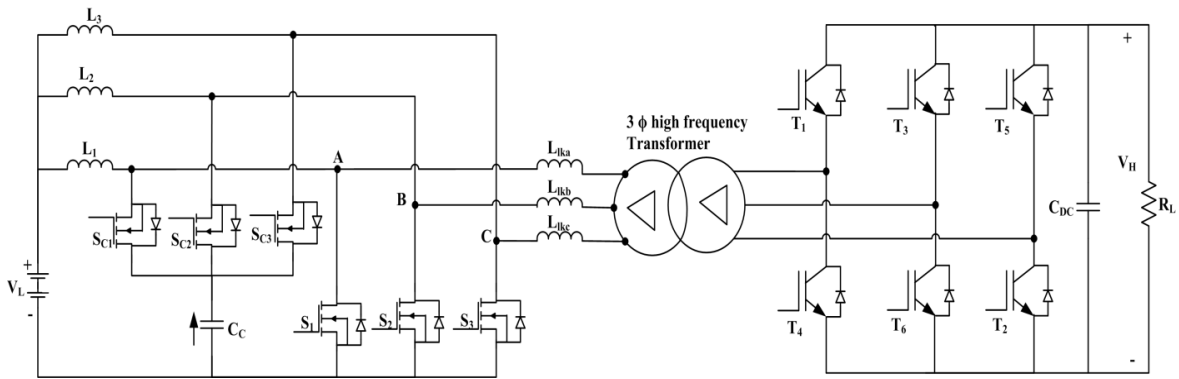 L3
L2
L1
A
B
C
Llka
Llkb
Llkc
3 ϕ high frequency
Transformer
SC1
SC2
SC3
+
VL
-
CC
S1
S2
S3
T1
T3
T5
T4
T6
T2
CDC
+
VH
-
RL